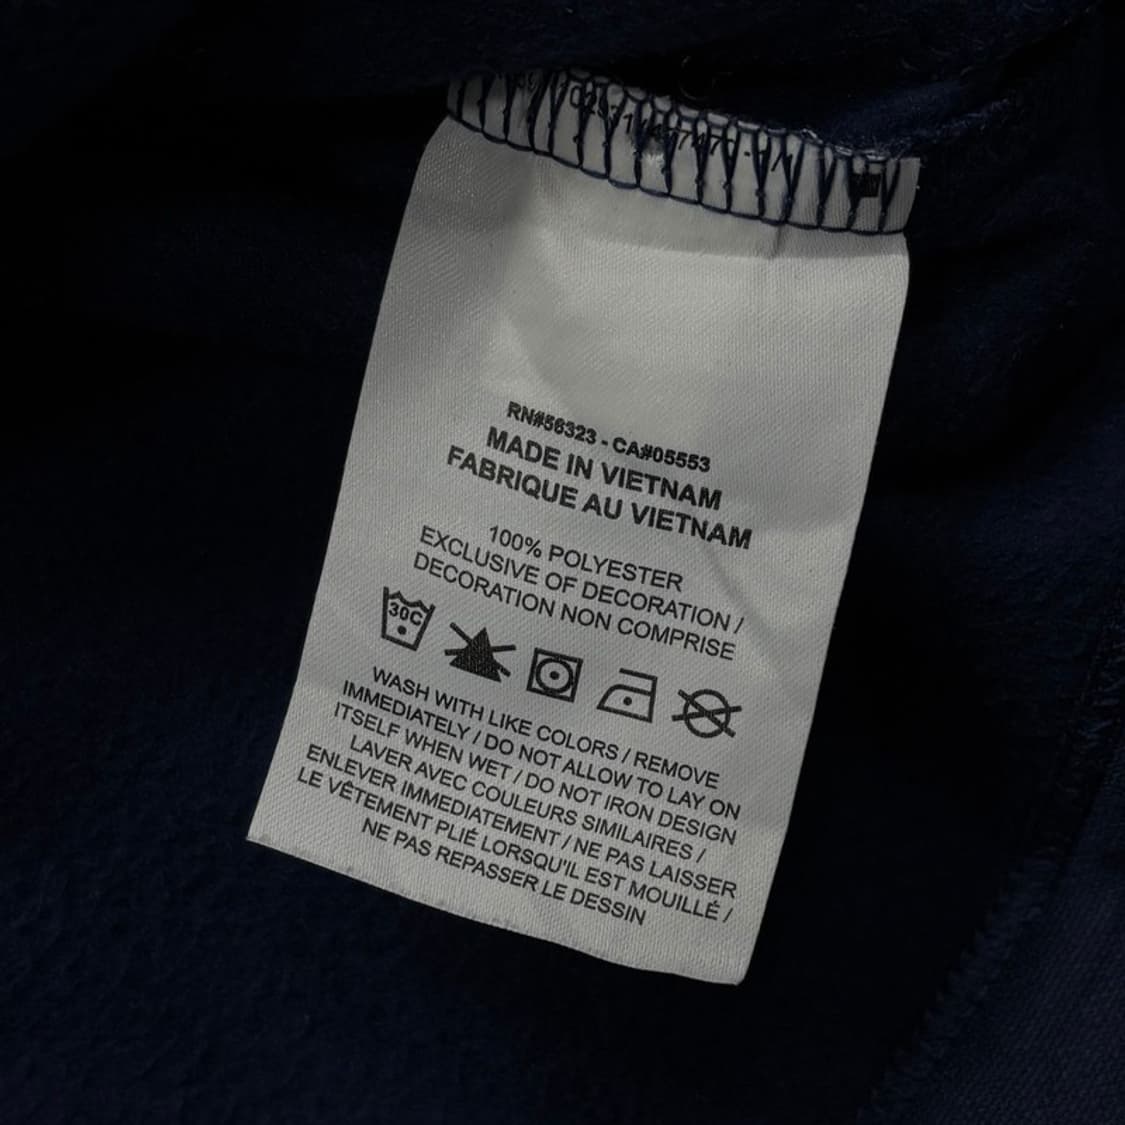 RN#56323 - CA#05553
MADE IN VIETNAM
FABRIQUE AU VIETNAM
100% POLYESTER
EXCLUSIVE OF DECORATION /
DECORATION NON COMPRISE
30C
WASH WITH LIKE COLORS / REMOVE
IMMEDIATELY / DO NOT ALLOW TO LAY ON
ITSELF WHEN WET / DO NOT IRON DESIGN
LAVER AVEC COULEURS SIMILAIRES /
ENLEVER IMMEDIATEMENT / NE PAS LAISSER
LE VÊTEMENT PLIÉ LORSQU'IL EST MOUILLÉ /
NE PAS REPASSER LE DESSIN